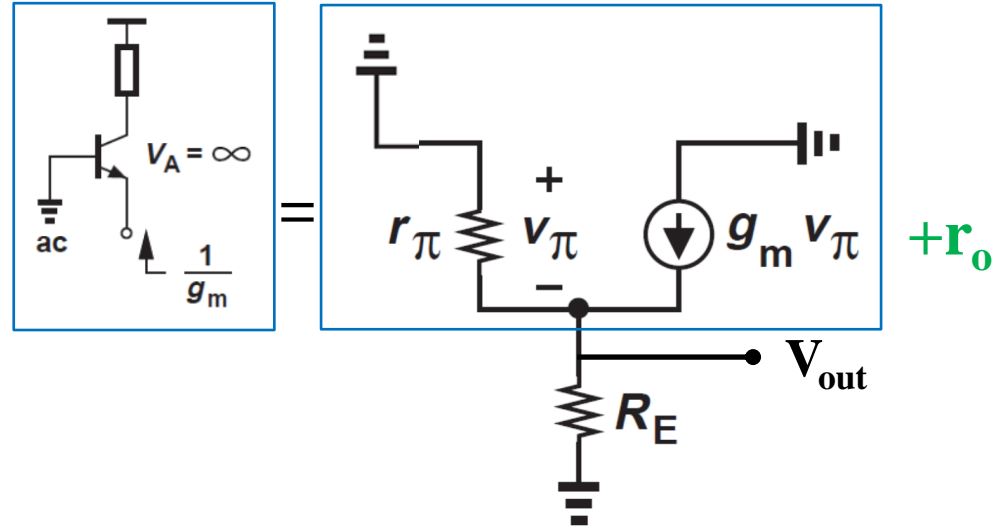 V_A = ∞
ac
1
g_m
=
r_π
+
v_π
−
g_m v_π
+r_o
V_out
R_E